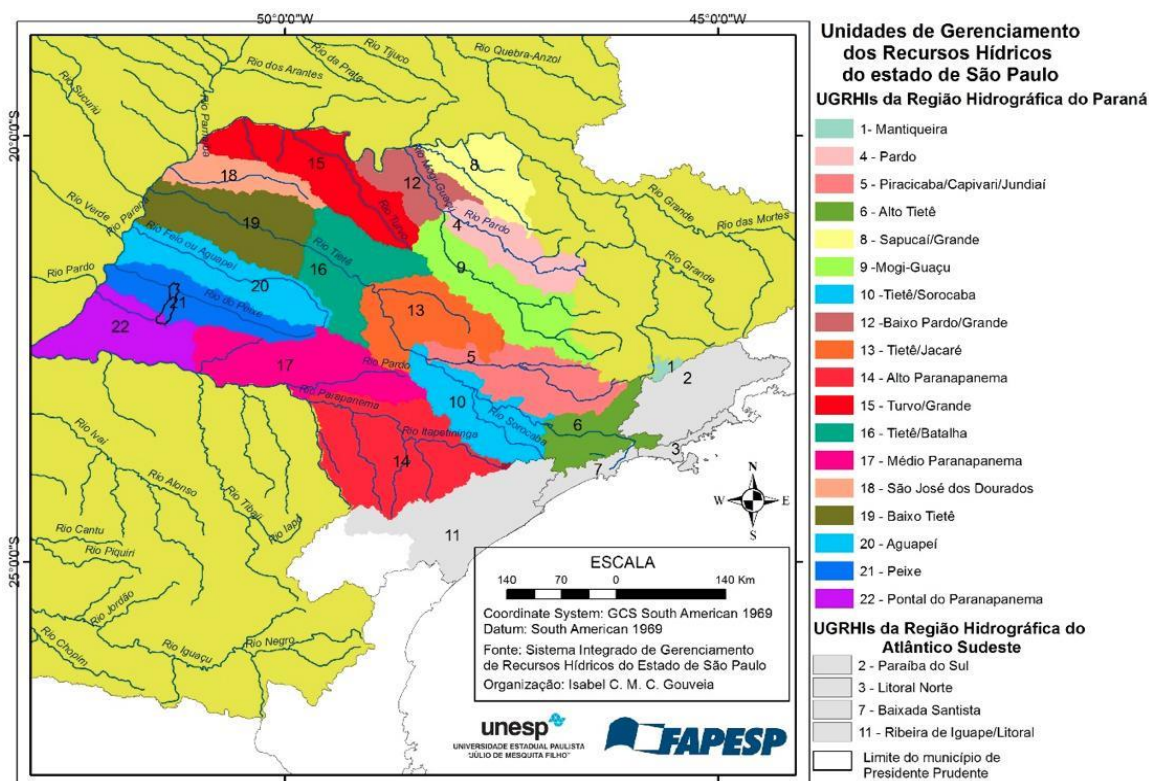 50°0'0"W
45°0'0"W
20°0'0"S
25°0'0"S
Rio Tijuco
Rio da Prata
Rio Quebra-Anzol
Rio dos Arantes
Rio Sucuriú
Rio Mogi-Guaçu
Rio Pardo
Rio Turvo
Rio Grande
Rio das Mortes
Rio Grande
Rio Verde
Rio Tietê
Rio Feio ou Aguapeí
Rio Pardo
Rio do Peixe
Rio Pardo
Rio Sorocaba
Rio Itapetininga
Rio Ivaí
Rio Alonso
Rio Tibaji
Rio Cantu
Rio Piquiri
Rio Jordão
Rio Iguaçu
Rio Negro
Rio Chopim
15
8
18
12
4
19
9
16
20
21
13
22
17
5
2
10
6
3
14
7
11
N
W
E
S
ESCALA
140 70 0 140 Km
Coordinate System: GCS South American 1969
Datum: South American 1969
Fonte: Sistema Integrado de Gerenciamento
de Recursos Hídricos do Estado de São Paulo
Organização: Isabel C. M. C. Gouveia
unesp
UNIVERSIDADE ESTADUAL PAULISTA
"JÚLIO DE MESQUITA FILHO"
FAPESP
Unidades de Gerenciamento
dos Recursos Hídricos
do estado de São Paulo
UGRHIs da Região Hidrográfica do Paraná
1- Mantiqueira
4 - Pardo
5 - Piracicaba/Capivari/Jundiaí
6 - Alto Tietê
8 - Sapucaí/Grande
9 -Mogi-Guaçu
10 -Tietê/Sorocaba
12 -Baixo Pardo/Grande
13 - Tietê/Jacaré
14 - Alto Paranapanema
15 - Turvo/Grande
16 - Tietê/Batalha
17 - Médio Paranapanema
18 - São José dos Dourados
19 - Baixo Tietê
20 - Aguapeí
21 - Peixe
22 - Pontal do Paranapanema
UGRHIs da Região Hidrográfica do
Atlântico Sudeste
2 - Paraíba do Sul
3 - Litoral Norte
7 - Baixada Santista
11 - Ribeira de Iguape/Litoral
Limite do município de
Presidente Prudente